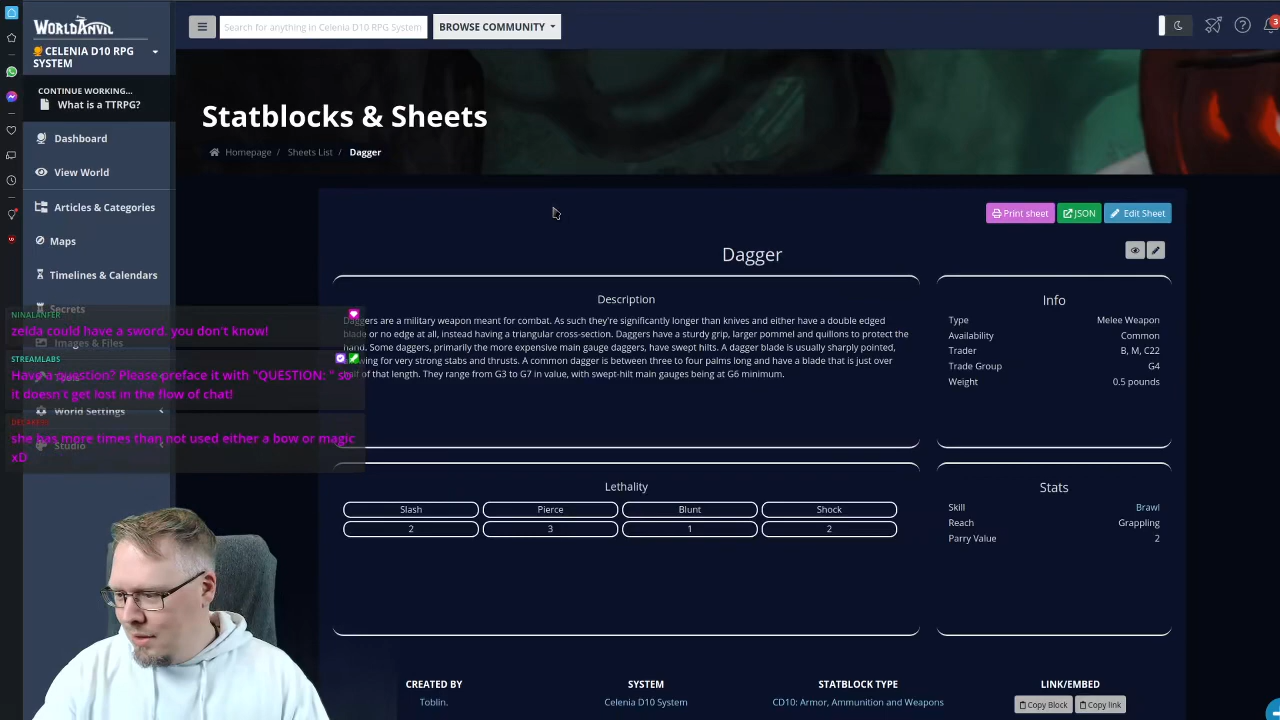 WORLDANVIL
CELENIA D10 RPG
SYSTEM
Search for anything in Celenia D10 RPG System
BROWSE COMMUNITY
3
CONTINUE WORKING...
What is a TTRPG?
Dashboard
View World
Articles & Categories
Maps
Timelines & Calendars
Secrets
Images & Files
World Settings
Studio
NINALANFER
zelda could have a sword. you don't know!
STREAMLABS
Have a question? Please preface it with "QUESTION: " so
it doesn't get lost in the flow of chat!
she has more times than not used either a bow or magic
xD
Statblocks & Sheets
Homepage / Sheets List / Dagger
Print sheet
JSON
Edit Sheet
Dagger
Description
Daggers are a military weapon meant for combat. As such they're significantly longer than knives and either have a double edged
blade or no edge at all, instead having a triangular cross-section. Daggers have a sturdy grip, larger pommel and quillons to protect the
hand. Some daggers, primarily the more expensive main gauge daggers, have swept hilts. A dagger blade is usually sharply pointed,
for very strong stabs and thrusts. A common dagger is between three to four palms long and have a blade that is just over
half of that length. They range from G3 to G7 in value, with swept-hilt main gauges being at G6 minimum.
Info
Type Melee Weapon
Availability Common
Trader B, M, C22
Trade Group G4
Weight 0.5 pounds
Lethality
Slash Pierce Blunt Shock
2 3 1 2
Stats
Skill Brawl
Reach Grappling
Parry Value 2
CREATED BY
Toblin.
SYSTEM
Celenia D10 System
STATBLOCK TYPE
CD10: Armor, Ammunition and Weapons
LINK/EMBED
Copy Block
Copy link